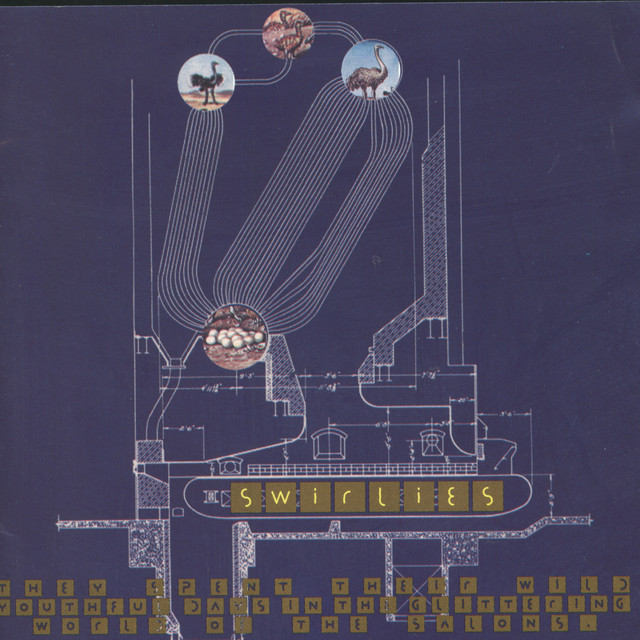 SWIRLIES
THEY SPENT THEIR WILD
YOUTHFUL DAYS IN THE GLITTERING
WORLD OF THE SALONS.